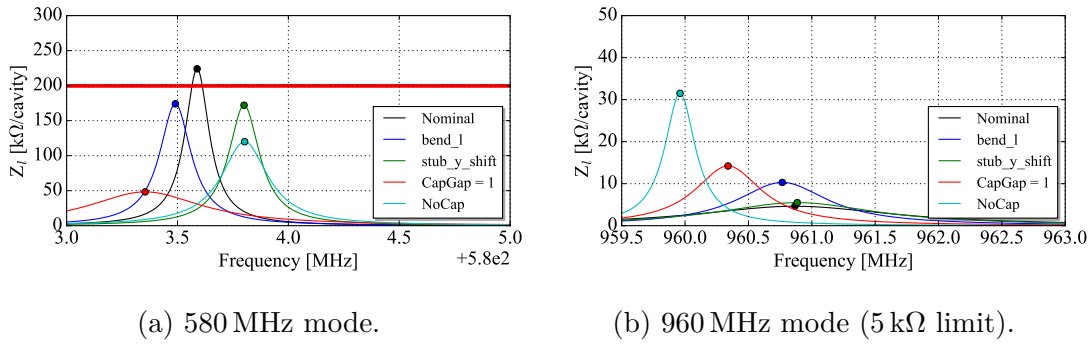 300
250
200
150
100
50
0
Z_l [kΩ/cavity]
Nominal
bend_l
stub_y_shift
CapGap = 1
NoCap
3.0 3.5 4.0 4.5 5.0
Frequency [MHz]
+5.8e2
(a) 580 MHz mode.
50
40
30
20
10
0
Z_l [kΩ/cavity]
Nominal
bend_l
stub_y_shift
CapGap = 1
NoCap
959.5 960.0 960.5 961.0 961.5 962.0 962.5 963.0
Frequency [MHz]
(b) 960 MHz mode (5 kΩ limit).